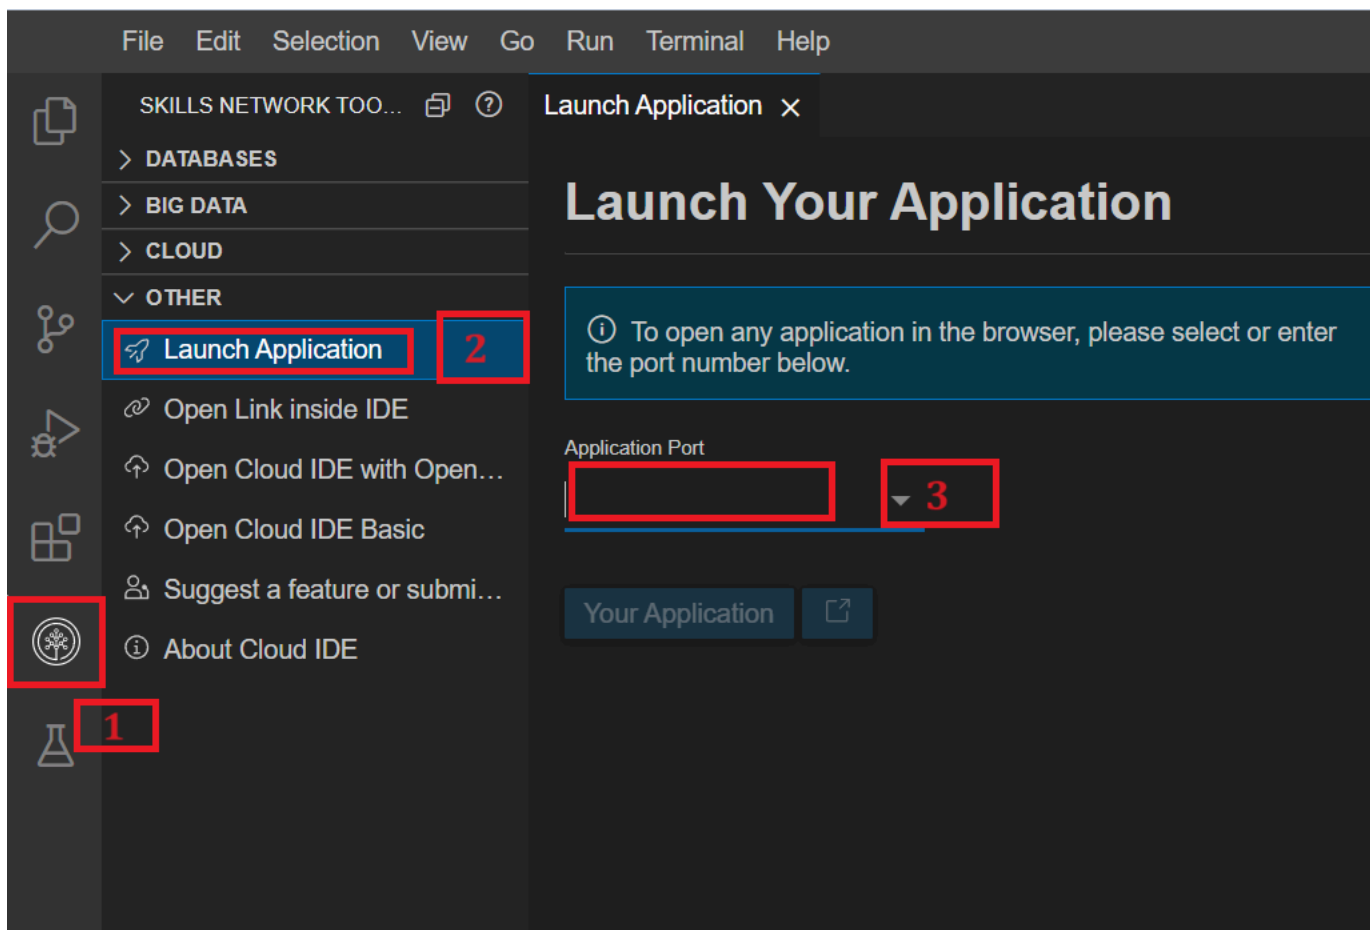 File Edit Selection View Go Run Terminal Help
SKILLS NETWORK TOO...
Launch Application
DATABASES
BIG DATA
CLOUD
OTHER
Launch Application 2
Open Link inside IDE
Open Cloud IDE with Open...
Open Cloud IDE Basic
Suggest a feature or submi...
About Cloud IDE
1
Launch Your Application
To open any application in the browser, please select or enter
the port number below.
Application Port
3
Your Application